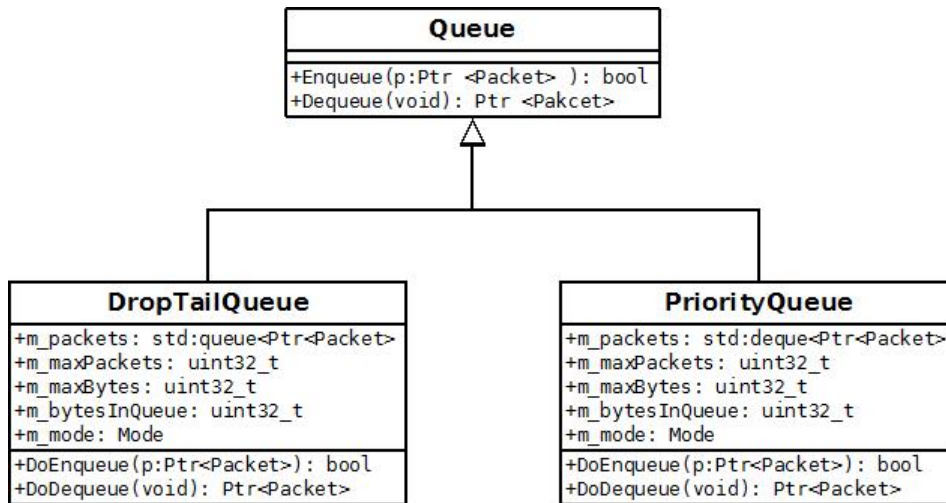 Queue
+Enqueue(p:Ptr <Packet> ): bool
+Dequeue(void): Ptr <Pakcet>
DropTailQueue
+m_packets: std:queue<Ptr<Packet>
+m_maxPackets: uint32_t
+m_maxBytes: uint32_t
+m_bytesInQueue: uint32_t
+m_mode: Mode
+DoEnqueue(p:Ptr<Packet>): bool
+DoDequeue(void): Ptr<Packet>
PriorityQueue
+m_packets: std:deque<Ptr<Packet>
+m_maxPackets: uint32_t
+m_maxBytes: uint32_t
+m_bytesInQueue: uint32_t
+m_mode: Mode
+DoEnqueue(p:Ptr<Packet>): bool
+DoDequeue(void): Ptr<Packet>